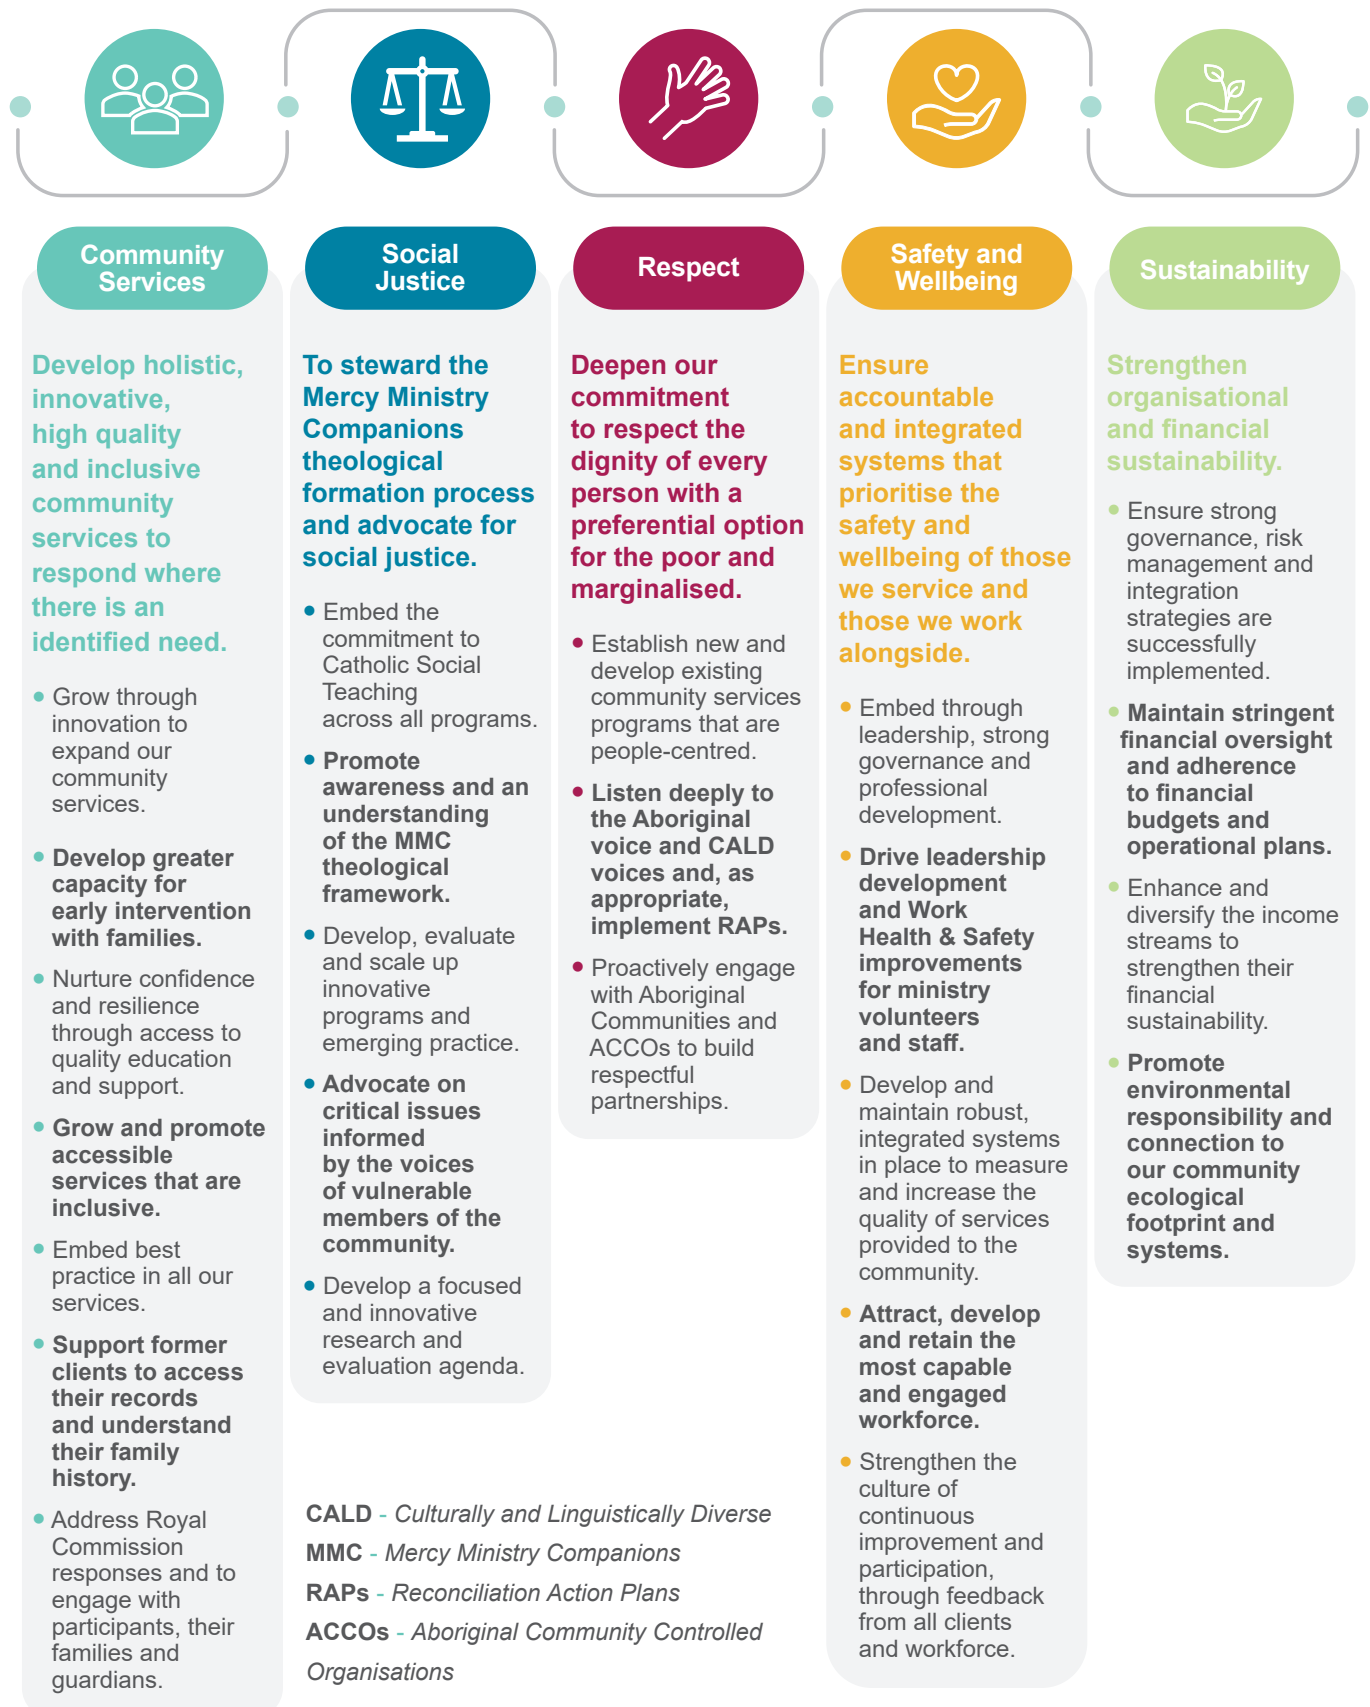 Community
Services
Develop holistic,
innovative,
high quality
and inclusive
community
services to
respond where
there is an
identified need.
• Grow through
innovation to
expand our
community
services.
• Develop greater
capacity for
early intervention
with families.
• Nurture confidence
and resilience
through access to
quality education
and support.
• Grow and promote
accessible
services that are
inclusive.
• Embed best
practice in all our
services.
• Support former
clients to access
their records
and understand
their family
history.
• Address Royal
Commission
responses and to
engage with
participants, their
families and
guardians.
Social
Justice
To steward the
Mercy Ministry
Companions
theological
formation process
and advocate for
social justice.
• Embed the
commitment to
Catholic Social
Teaching
across all programs.
• Promote
awareness and an
understanding
of the MMC
theological
framework.
• Develop, evaluate
and scale up
innovative
programs and
emerging practice.
• Advocate on
critical issues
informed
by the voices
of vulnerable
members of the
community.
• Develop a focused
and innovative
research and
evaluation agenda.
Respect
Deepen our
commitment
to respect the
dignity of every
person with a
preferential option
for the poor and
marginalised.
• Establish new and
develop existing
community services
programs that are
people-centred.
• Listen deeply to
the Aboriginal
voice and CALD
voices and, as
appropriate,
implement RAPs.
• Proactively engage
with Aboriginal
Communities and
ACCOs to build
respectful
partnerships.
Safety and
Wellbeing
Ensure
accountable
and integrated
systems that
prioritise the
safety and
wellbeing of those
we service and
those we work
alongside.
• Embed through
leadership, strong
governance and
professional
development.
• Drive leadership
development
and Work
Health & Safety
improvements
for ministry
volunteers
and staff.
• Develop and
maintain robust,
integrated systems
in place to measure
and increase the
quality of services
provided to the
community.
• Attract, develop
and retain the
most capable
and engaged
workforce.
• Strengthen the
culture of
continuous
improvement and
participation,
through feedback
from all clients
and workforce.
Sustainability
Strengthen
organisational
and financial
sustainability.
• Ensure strong
governance, risk
management and
integration
strategies are
successfully
implemented.
• Maintain stringent
financial oversight
and adherence
to financial
budgets and
operational plans.
• Enhance and
diversify the income
streams to
strengthen their
financial
sustainability.
• Promote
environmental
responsibility and
connection to
our community
ecological
footprint and
systems.
CALD - Culturally and Linguistically Diverse
MMC - Mercy Ministry Companions
RAPs - Reconciliation Action Plans
ACCOs - Aboriginal Community Controlled
Organisations